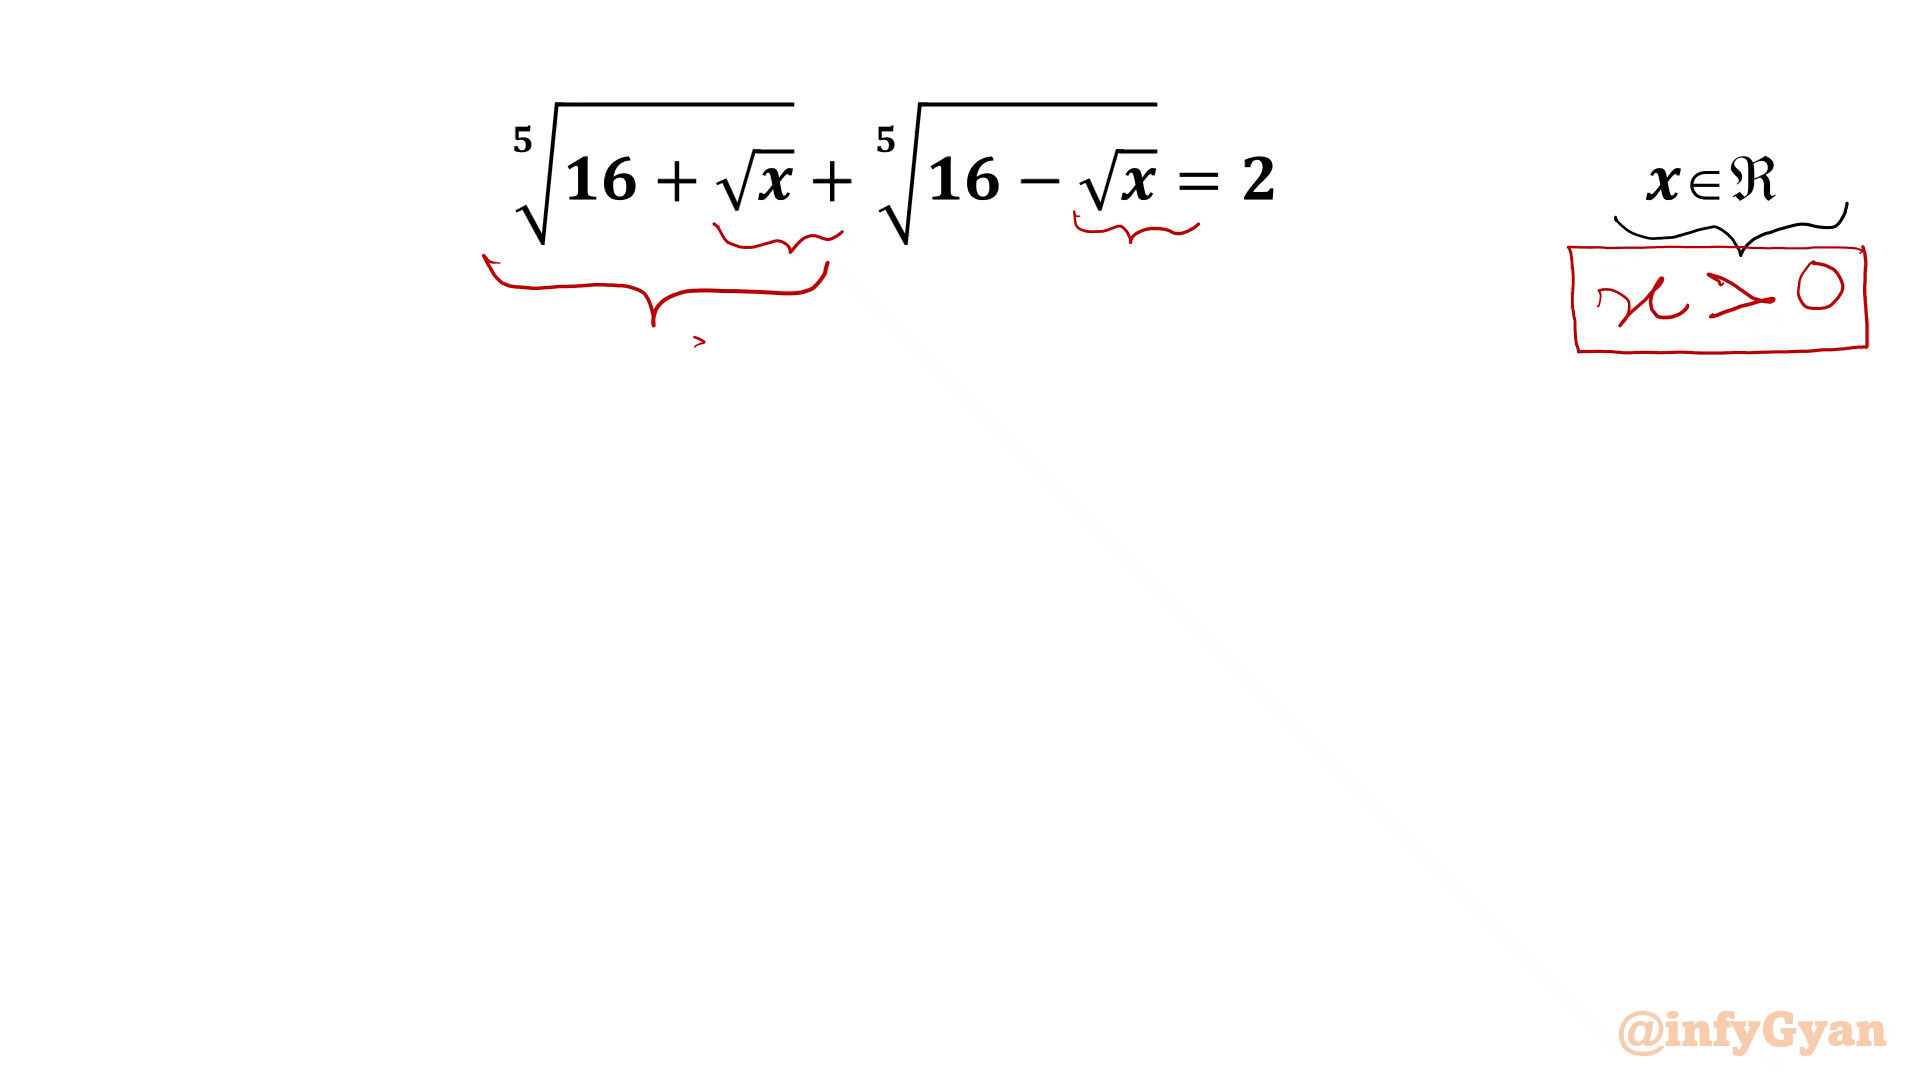 ⁵√(16 + √x) + ⁵√(16 − √x) = 2
x ∈ ℜ
x > 0
>
@infyGyan